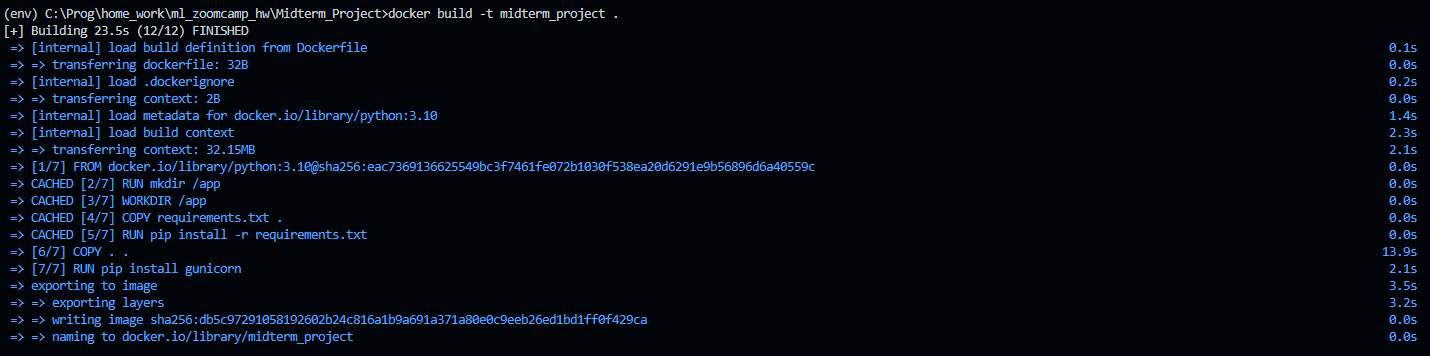 (env) C:\Prog\home_work\ml_zoomcamp_hw\Midterm_Project>docker build -t midterm_project .
[+] Building 23.5s (12/12) FINISHED
=> [internal] load build definition from Dockerfile 0.1s
=> => transferring dockerfile: 32B 0.0s
=> [internal] load .dockerignore 0.2s
=> => transferring context: 2B 0.0s
=> [internal] load metadata for docker.io/library/python:3.10 1.4s
=> [internal] load build context 2.3s
=> => transferring context: 32.15MB 2.1s
=> [1/7] FROM docker.io/library/python:3.10@sha256:eac7369136625549bc3f7461fe072b1030f538ea20d6291e9b56896d6a40559c 0.0s
=> CACHED [2/7] RUN mkdir /app 0.0s
=> CACHED [3/7] WORKDIR /app 0.0s
=> CACHED [4/7] COPY requirements.txt . 0.0s
=> CACHED [5/7] RUN pip install -r requirements.txt 0.0s
=> [6/7] COPY . . 13.9s
=> [7/7] RUN pip install gunicorn 2.1s
=> exporting to image 3.5s
=> => exporting layers 3.2s
=> => writing image sha256:db5c97291058192602b24c816a1b9a691a371a80e0c9eeb26ed1bd1ff0f429ca 0.0s
=> => naming to docker.io/library/midterm_project 0.0s